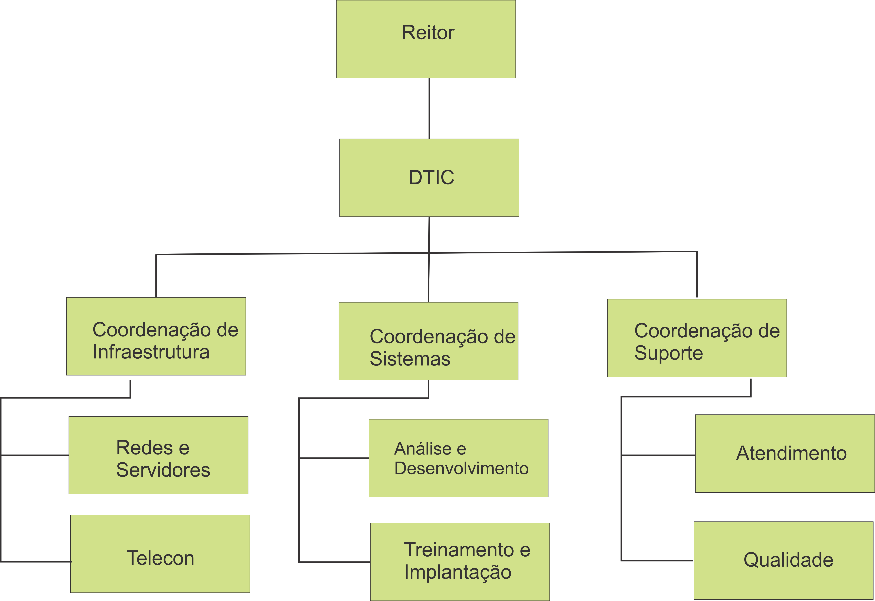 Reitor
DTIC
Coordenação de
Infraestrutura
Coordenação de
Sistemas
Coordenação de
Suporte
Redes e
Servidores
Análise e
Desenvolvimento
Atendimento
Telecon
Treinamento e
Implantação
Qualidade